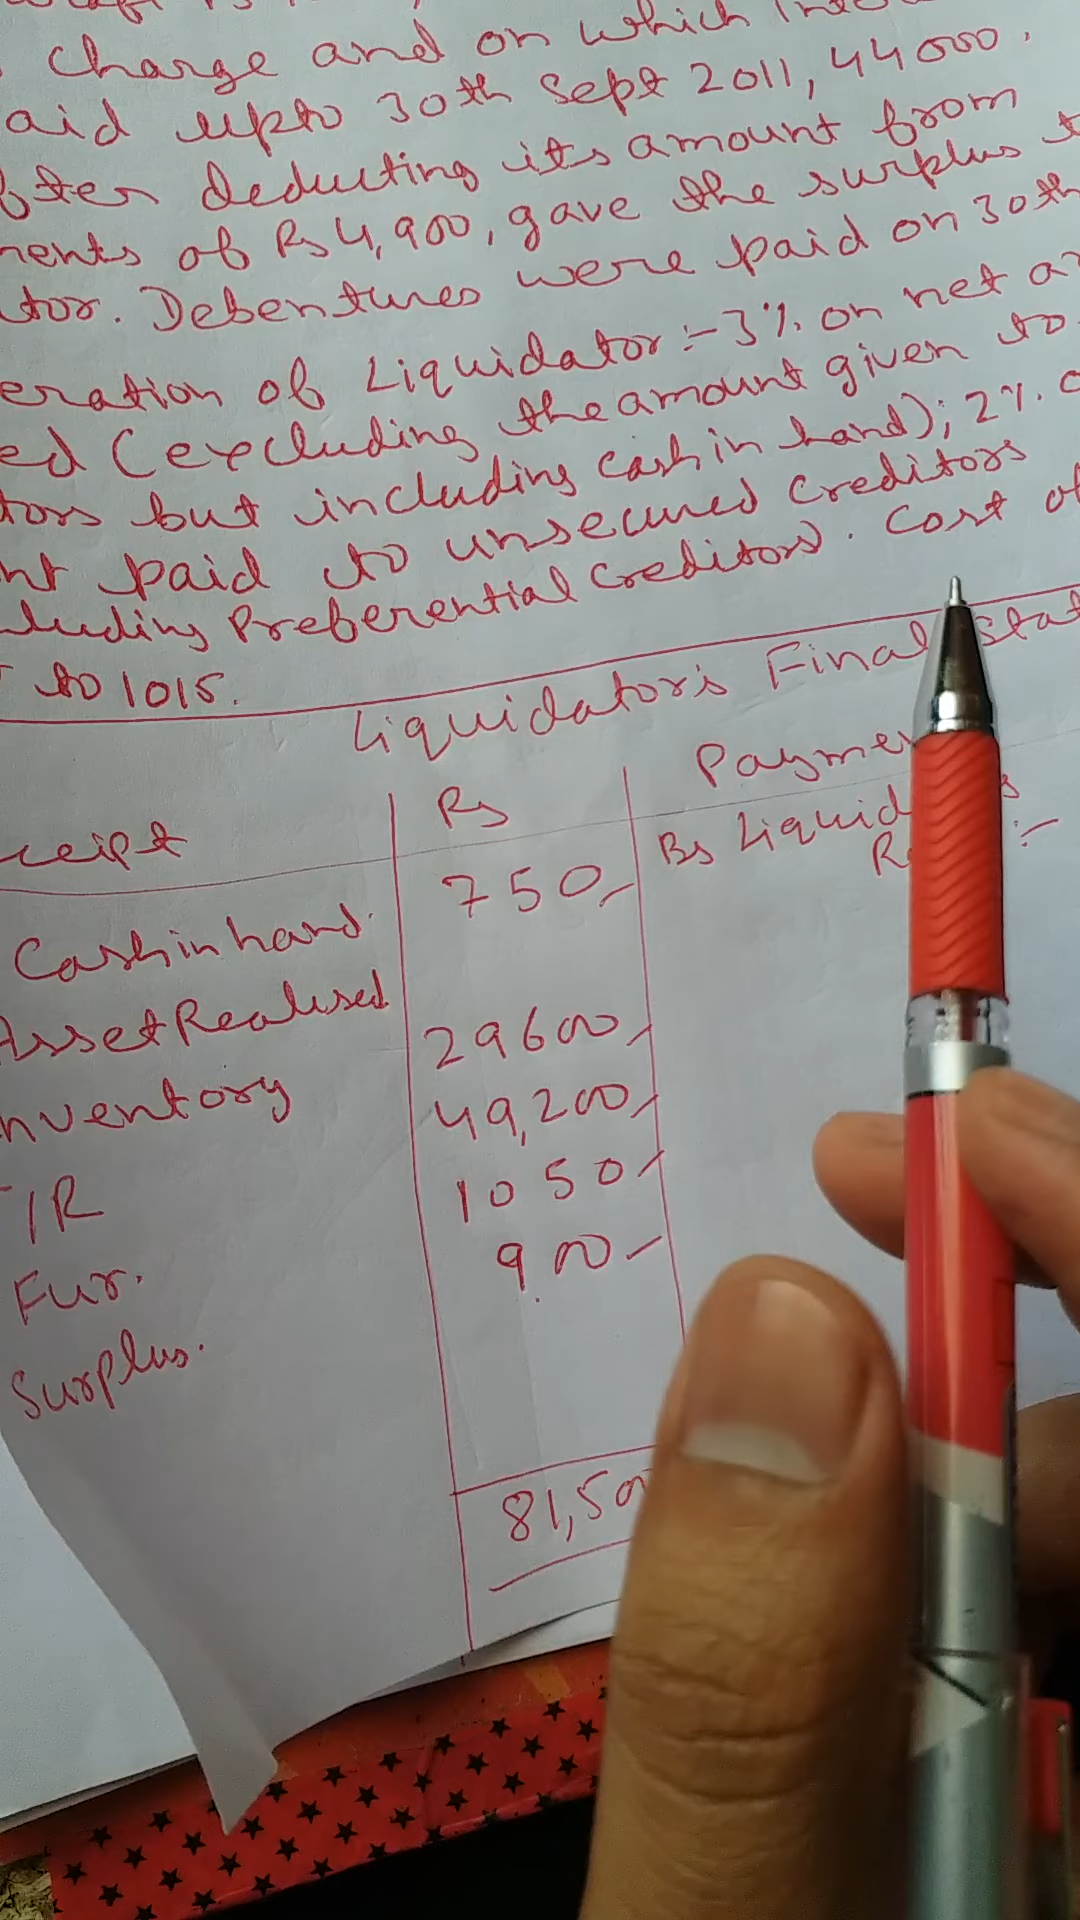 charge and on which
aid upto 30th Sept 2011, 44000.
fter deducting its amount from
nents of Rs 4,900, gave the surplus t
tor. Debentures were paid on 30th
eration of Liquidator :- 3%. on net a
ed (excluding the amount given to
tors but including cash in hand); 2%. o
nt paid to unsecured creditors
luding Preferential Creditors. Cost of
to 1015.
Liquidator's Final Stat
ceipt Rs Payme
Cash in hand. 750 By Liquid
R :-
Asset Realised
nventory 29600
T/R 49,200
Fur. 1050
Surplus. 900
81,50